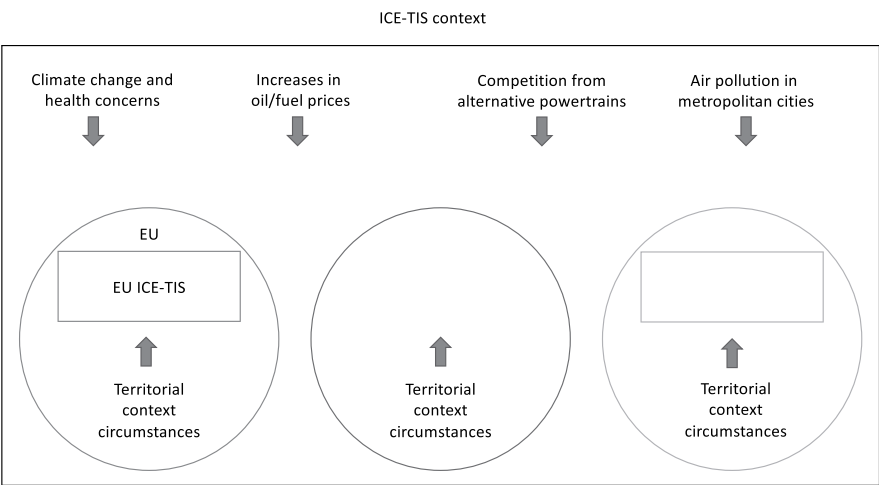 ICE-TIS context
Climate change and
health concerns
Increases in
oil/fuel prices
Competition from
alternative powertrains
Air pollution in
metropolitan cities
EU
EU ICE-TIS
Territorial
context
circumstances
Territorial
context
circumstances
Territorial
context
circumstances